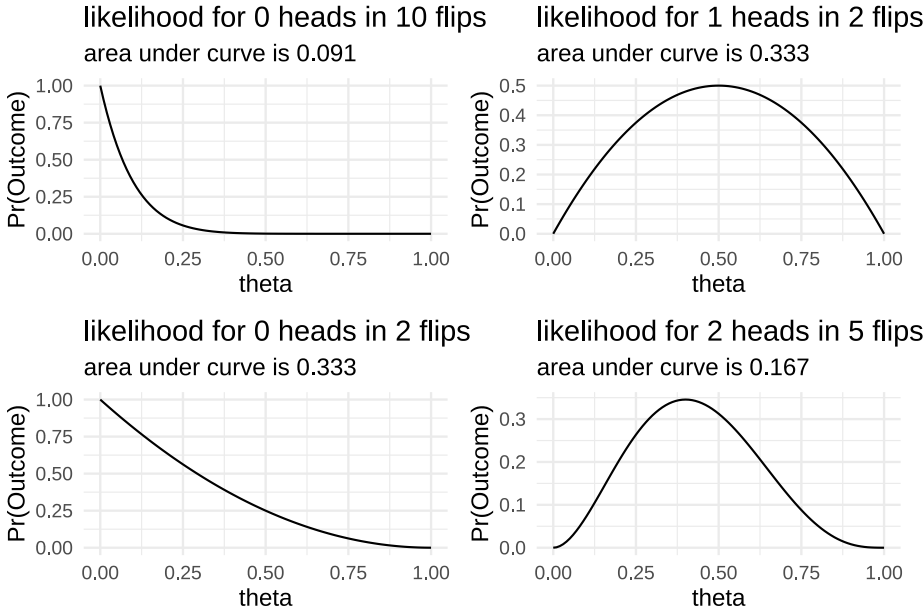 likelihood for 0 heads in 10 flips
area under curve is 0.091
Pr(Outcome)
1.00
0.75
0.50
0.25
0.00
0.00 0.25 0.50 0.75 1.00
theta
likelihood for 1 heads in 2 flips
area under curve is 0.333
Pr(Outcome)
0.5
0.4
0.3
0.2
0.1
0.0
0.00 0.25 0.50 0.75 1.00
theta
likelihood for 0 heads in 2 flips
area under curve is 0.333
Pr(Outcome)
1.00
0.75
0.50
0.25
0.00
0.00 0.25 0.50 0.75 1.00
theta
likelihood for 2 heads in 5 flips
area under curve is 0.167
Pr(Outcome)
0.3
0.2
0.1
0.0
0.00 0.25 0.50 0.75 1.00
theta